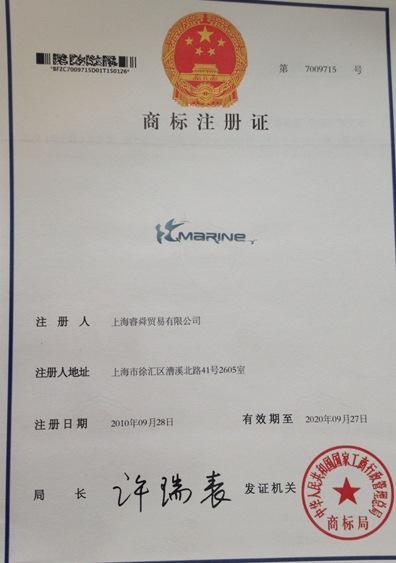 *BFZC7009715D01T150126*
第 7009715 号
商标注册证
MARINE
注册人 上海睿舜贸易有限公司
注册人地址 上海市徐汇区漕溪北路41号2605室
注册日期 2010年09月28日 有效期至 2020年09月27日
局长 许瑞表 发证机关
中华人民共和国国家工商行政管理总局
商标局